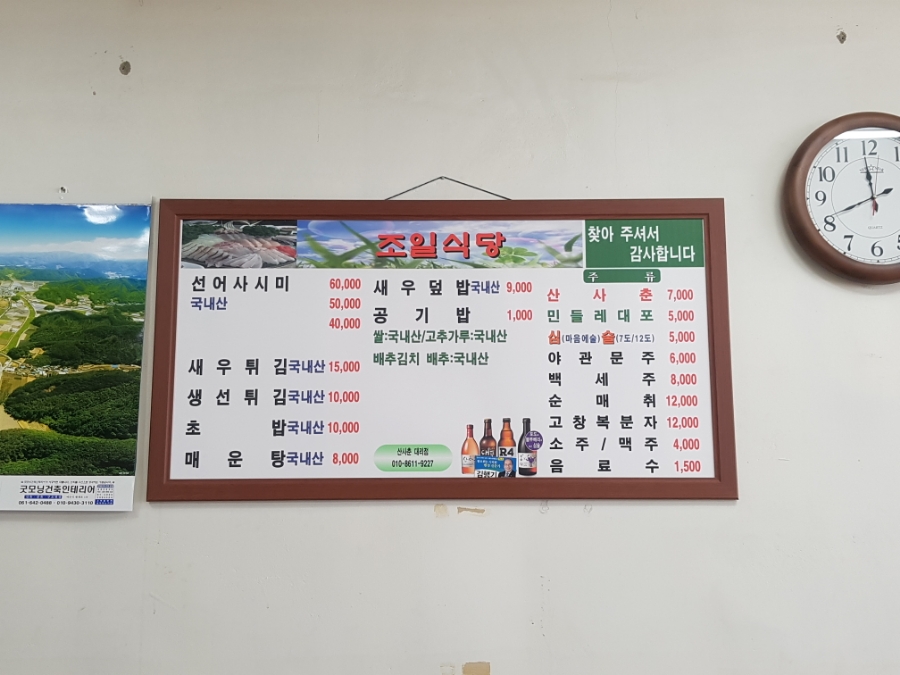 조일식당
찾아 주셔서
감사합니다
선어사시미 60,000
국내산 50,000
40,000
새우튀김 국내산 15,000
생선튀김 국내산 10,000
초밥 국내산 10,000
매운탕 국내산 8,000
새우덮밥 국내산 9,000
공기밥 1,000
쌀:국내산/고추가루:국내산
배추김치 배추:국내산
산사춘 대리점
010-8611-9227
주류
산사춘 7,000
민들레대포 5,000
심(마음에술)술(7도/12도) 5,000
야관문주 6,000
백세주 8,000
순매취 12,000
고창복분자 12,000
소주/맥주 4,000
음료수 1,500
R4
굿모닝건축인테리어
11 12
10
9
8
7 6 5